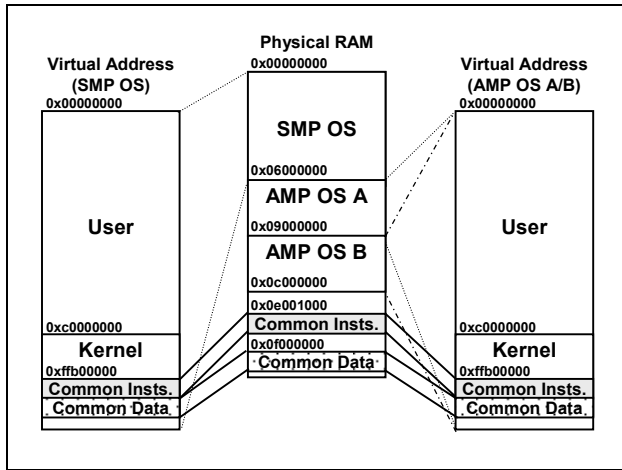 Virtual Address
(SMP OS)
0x00000000
User
0xc0000000
Kernel
0xffb00000
Common Insts.
Common Data
Physical RAM
0x00000000
SMP OS
0x06000000
AMP OS A
0x09000000
AMP OS B
0x0c000000
0x0e001000
Common Insts.
0x0f000000
Common Data
Virtual Address
(AMP OS A/B)
0x00000000
User
0xc0000000
Kernel
0xffb00000
Common Insts.
Common Data